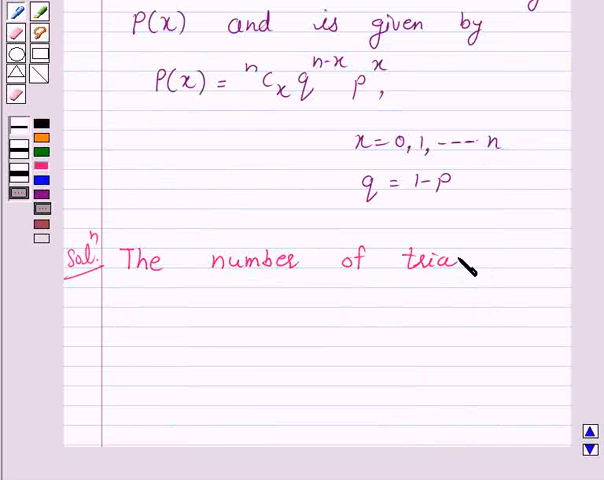 P(x) and is given by
P(x) = ⁿCₓ qⁿ⁻ˣ pˣ,
x = 0, 1, ---- n
q = 1-p
Solⁿ. The number of tria